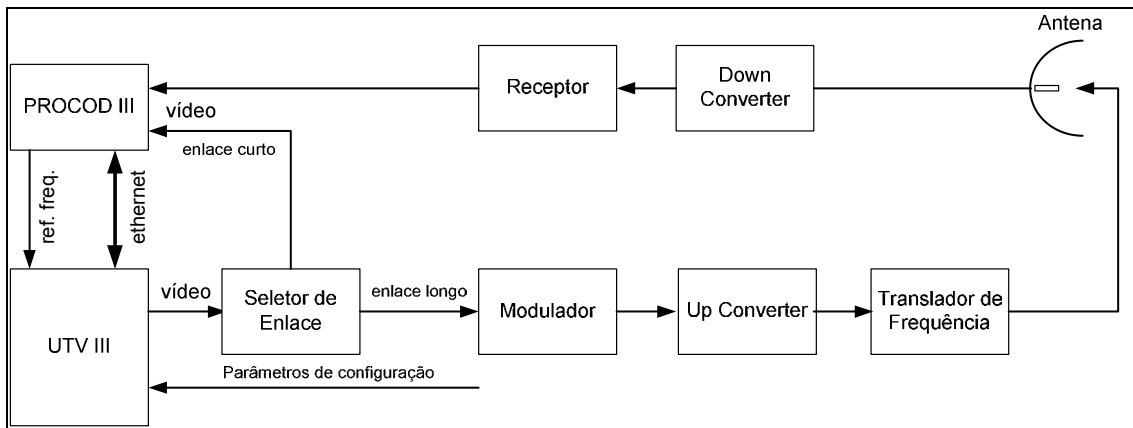 Antena
PROCOD III
Receptor
Down
Converter
vídeo
enlace curto
ref. freq.
ethernet
UTV III
vídeo
Seletor de
Enlace
enlace longo
Modulador
Up Converter
Translador de
Frequência
Parâmetros de configuração